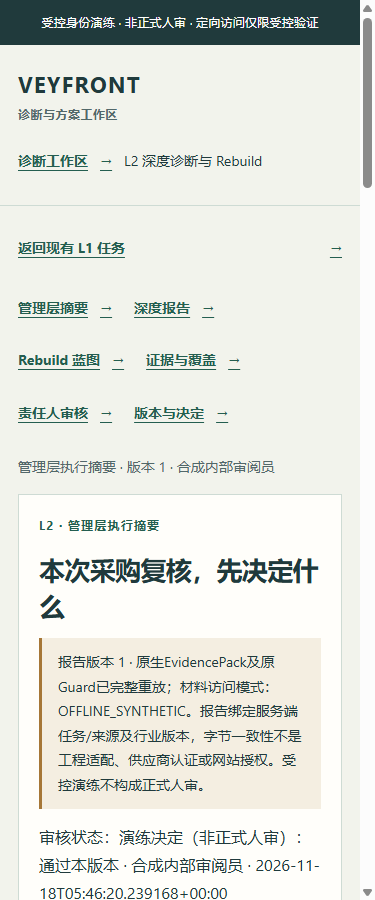 受控身份演练 · 非正式人审 · 定向访问仅限受控验证
VEYFRONT
诊断与方案工作区
诊断工作区 → L2 深度诊断与 Rebuild
返回现有 L1 任务 →
管理层摘要 → 深度报告 →
Rebuild 蓝图 → 证据与覆盖 →
责任人审核 → 版本与决定 →
管理层执行摘要 · 版本 1 · 合成内部审阅员
L2 · 管理层执行摘要
本次采购复核，先决定什
么
报告版本 1 · 原生EvidencePack及原
Guard已完整重放；材料访问模式：
OFFLINE_SYNTHETIC。报告绑定服务端
任务/来源及行业版本，字节一致性不是
工程适配、供应商认证或网站授权。受
控演练不构成正式人审。
审核状态：演练决定（非正式人审）：
通过本版本 · 合成内部审阅员 · 2026-11-
18T05:46:20.239168+00:00